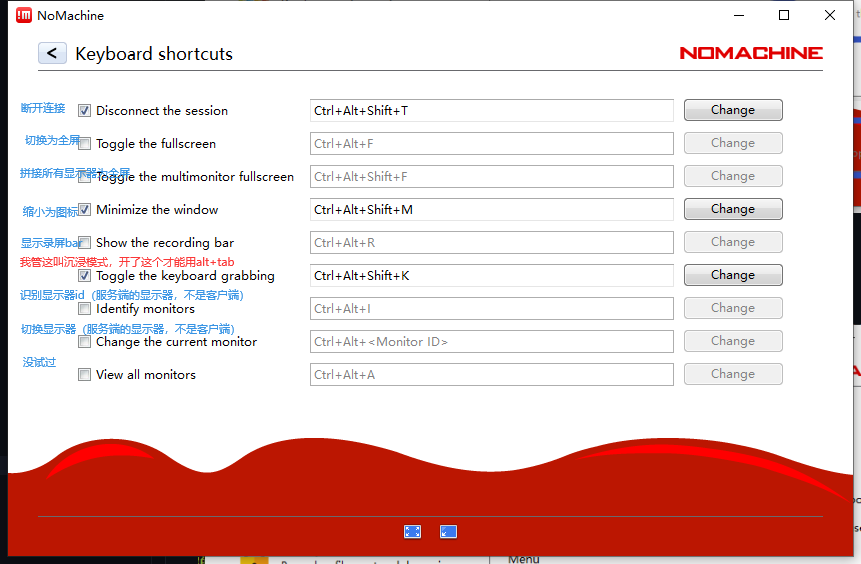 NoMachine
Keyboard shortcuts
NOMACHINE
断开连接
Disconnect the session
Ctrl+Alt+Shift+T
Change
切换为全屏
Toggle the fullscreen
Ctrl+Alt+F
Change
拼接所有显示器为全屏
Toggle the multimonitor fullscreen
Ctrl+Alt+Shift+F
Change
缩小为图标
Minimize the window
Ctrl+Alt+Shift+M
Change
显示录屏bar
Show the recording bar
Ctrl+Alt+R
Change
我管这叫沉浸模式，开了这个才能用alt+tab
Toggle the keyboard grabbing
Ctrl+Alt+Shift+K
Change
识别显示器id（服务端的显示器，不是客户端）
Identify monitors
Ctrl+Alt+I
Change
切换显示器（服务端的显示器，不是客户端）
Change the current monitor
Ctrl+Alt+<Monitor ID>
Change
没试过
View all monitors
Ctrl+Alt+A
Change
Menu